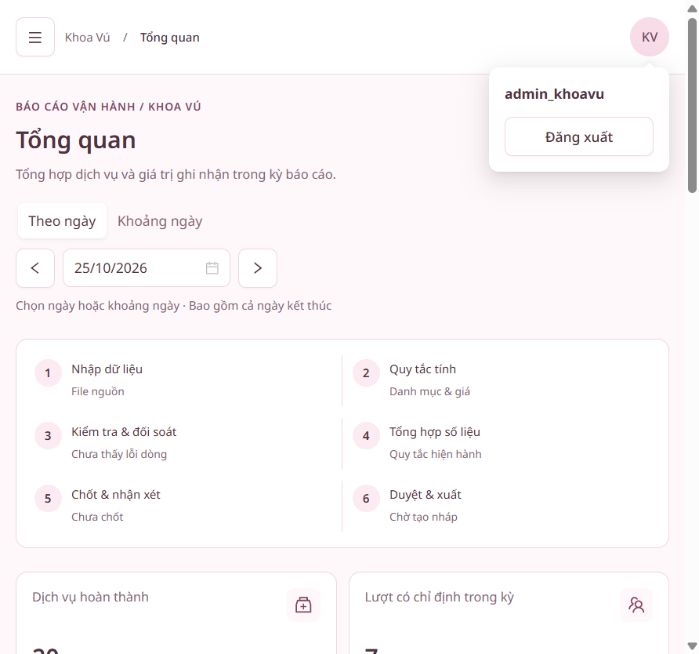 Khoa Vú / Tổng quan
KV
admin_khoavu
Đăng xuất
BÁO CÁO VẬN HÀNH / KHOA VÚ
Tổng quan
Tổng hợp dịch vụ và giá trị ghi nhận trong kỳ báo cáo.
Theo ngày Khoảng ngày
25/10/2026
Chọn ngày hoặc khoảng ngày · Bao gồm cả ngày kết thúc
1 Nhập dữ liệu
File nguồn
2 Quy tắc tính
Danh mục & giá
3 Kiểm tra & đối soát
Chưa thấy lỗi dòng
4 Tổng hợp số liệu
Quy tắc hiện hành
5 Chốt & nhận xét
Chưa chốt
6 Duyệt & xuất
Chờ tạo nháp
Dịch vụ hoàn thành
Lượt có chỉ định trong kỳ